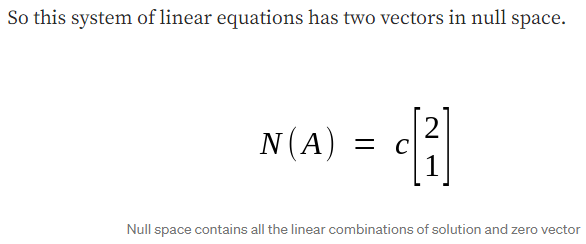 So this system of linear equations has two vectors in null space.
N(A) = c[2
1]
Null space contains all the linear combinations of solution and zero vector